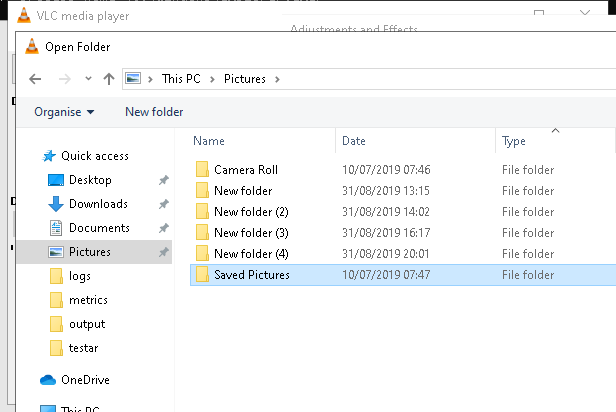 VLC media player
Adjustments and Effects
Open Folder
This PC > Pictures >
Organise New folder
Name Date Type
Quick access
Desktop
Downloads
Documents
Pictures
logs
metrics
output
testar
OneDrive
This PC
Camera Roll 10/07/2019 07:46 File folder
New folder 31/08/2019 13:15 File folder
New folder (2) 31/08/2019 14:02 File folder
New folder (3) 31/08/2019 16:17 File folder
New folder (4) 31/08/2019 20:01 File folder
Saved Pictures 10/07/2019 07:47 File folder